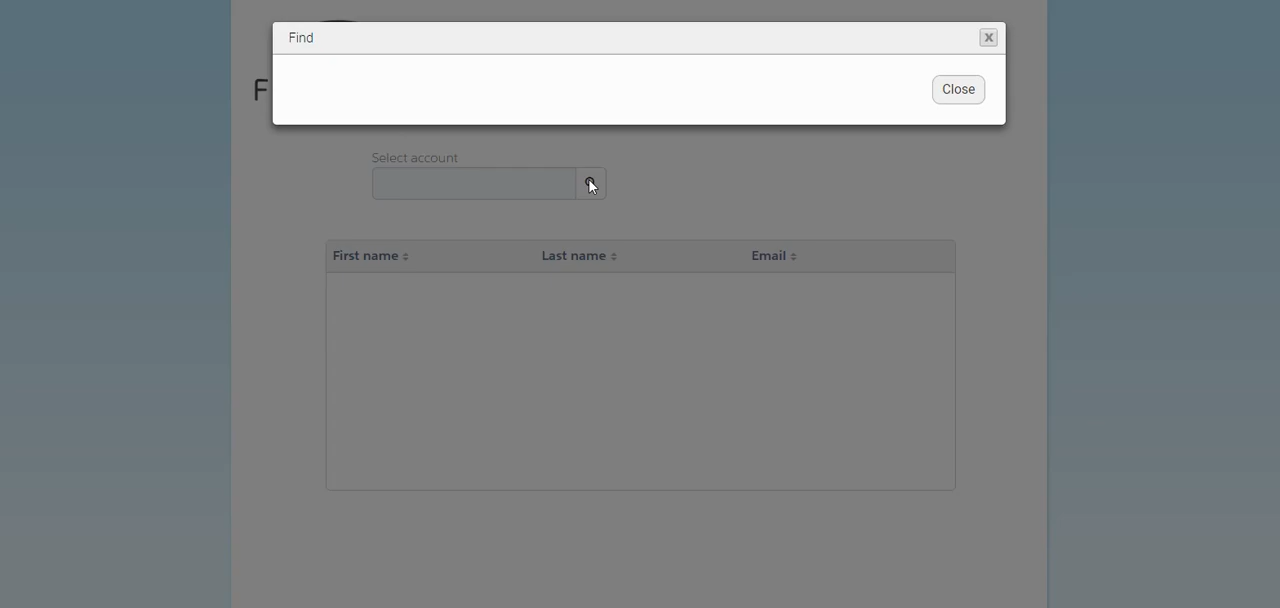 Find
Close
F
Select account
First name
Last name
Email